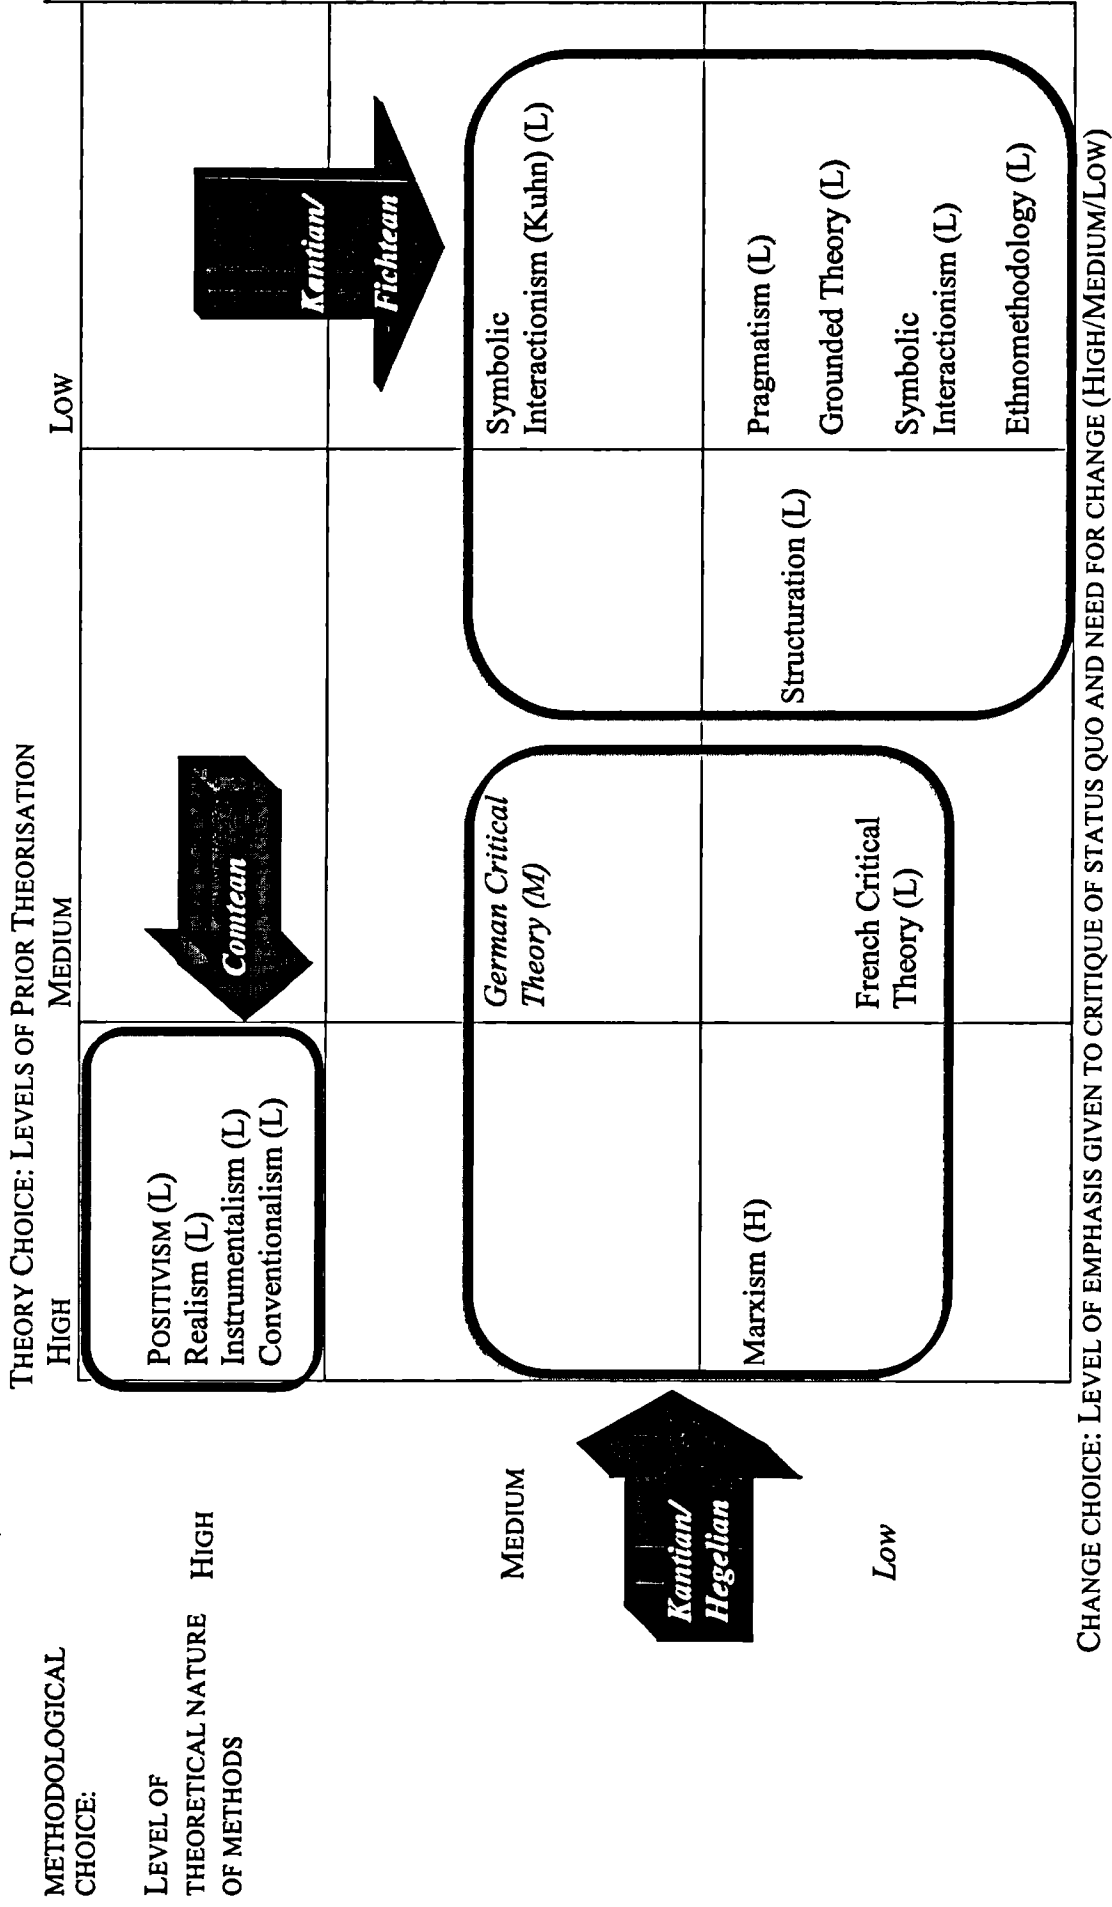 THEORY CHOICE: LEVELS OF PRIOR THEORISATION
METHODOLOGICAL
CHOICE:
HIGH
MEDIUM
LOW
LEVEL OF
THEORETICAL NATURE
OF METHODS
HIGH
POSITIVISM (L)
Realism (L)
Instrumentalism (L)
Conventionalism (L)
Comtean
Kantian/
Fichtean
MEDIUM
German Critical
Theory (M)
Symbolic
Interactionism (Kuhn) (L)
Kantian/
Hegelian
Low
Marxism (H)
French Critical
Theory (L)
Structuration (L)
Pragmatism (L)
Grounded Theory (L)
Symbolic
Interactionism (L)
Ethnomethodology (L)
CHANGE CHOICE: LEVEL OF EMPHASIS GIVEN TO CRITIQUE OF STATUS QUO AND NEED FOR CHANGE (HIGH/MEDIUM/LOW)